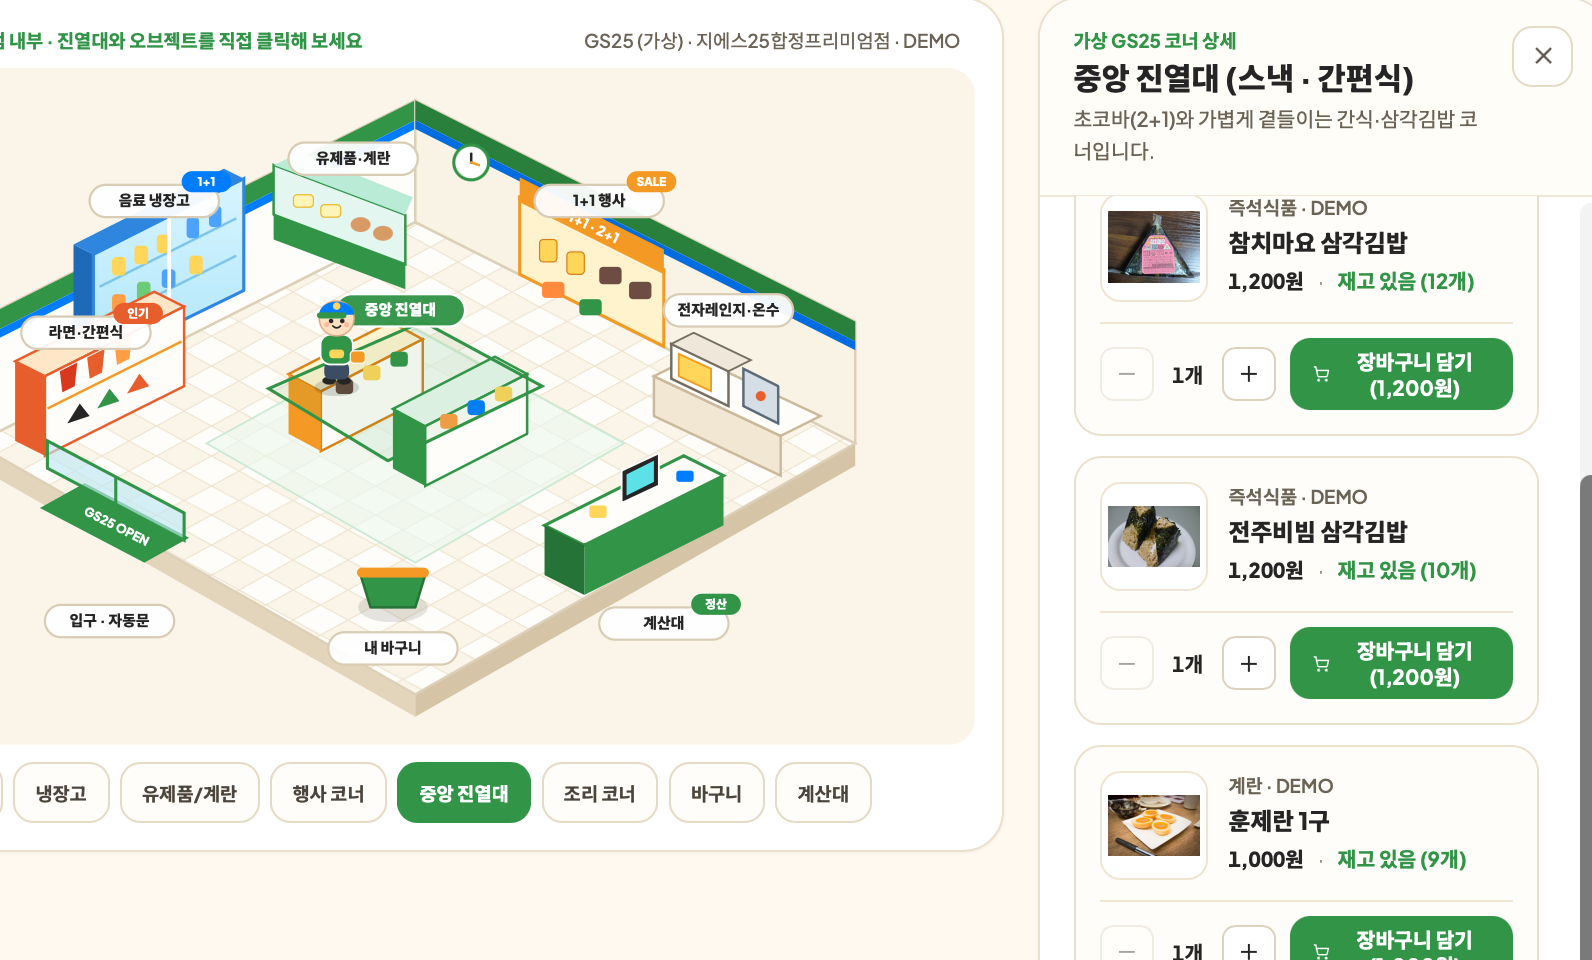 내부 · 진열대와 오브젝트를 직접 클릭해 보세요
GS25 (가상) · 지에스25합정프리미엄점 · DEMO
유제품·계란
1+1
음료 냉장고
SALE
1+1 행사
1+1 · 2+1
인기
라면·간편식
중앙 진열대
전자레인지·온수
GS25 OPEN
입구 · 자동문
내 바구니
정산
계산대
냉장고
유제품/계란
행사 코너
중앙 진열대
조리 코너
바구니
계산대
가상 GS25 코너 상세
중앙 진열대 (스낵 · 간편식)
초코바(2+1)와 가볍게 곁들이는 간식·삼각김밥 코
너입니다.
즉석식품 · DEMO
참치마요 삼각김밥
1,200원 · 재고 있음 (12개)
1개
장바구니 담기
(1,200원)
즉석식품 · DEMO
전주비빔 삼각김밥
1,200원 · 재고 있음 (10개)
1개
장바구니 담기
(1,200원)
계란 · DEMO
훈제란 1구
1,000원 · 재고 있음 (9개)
1개
장바구니 담기